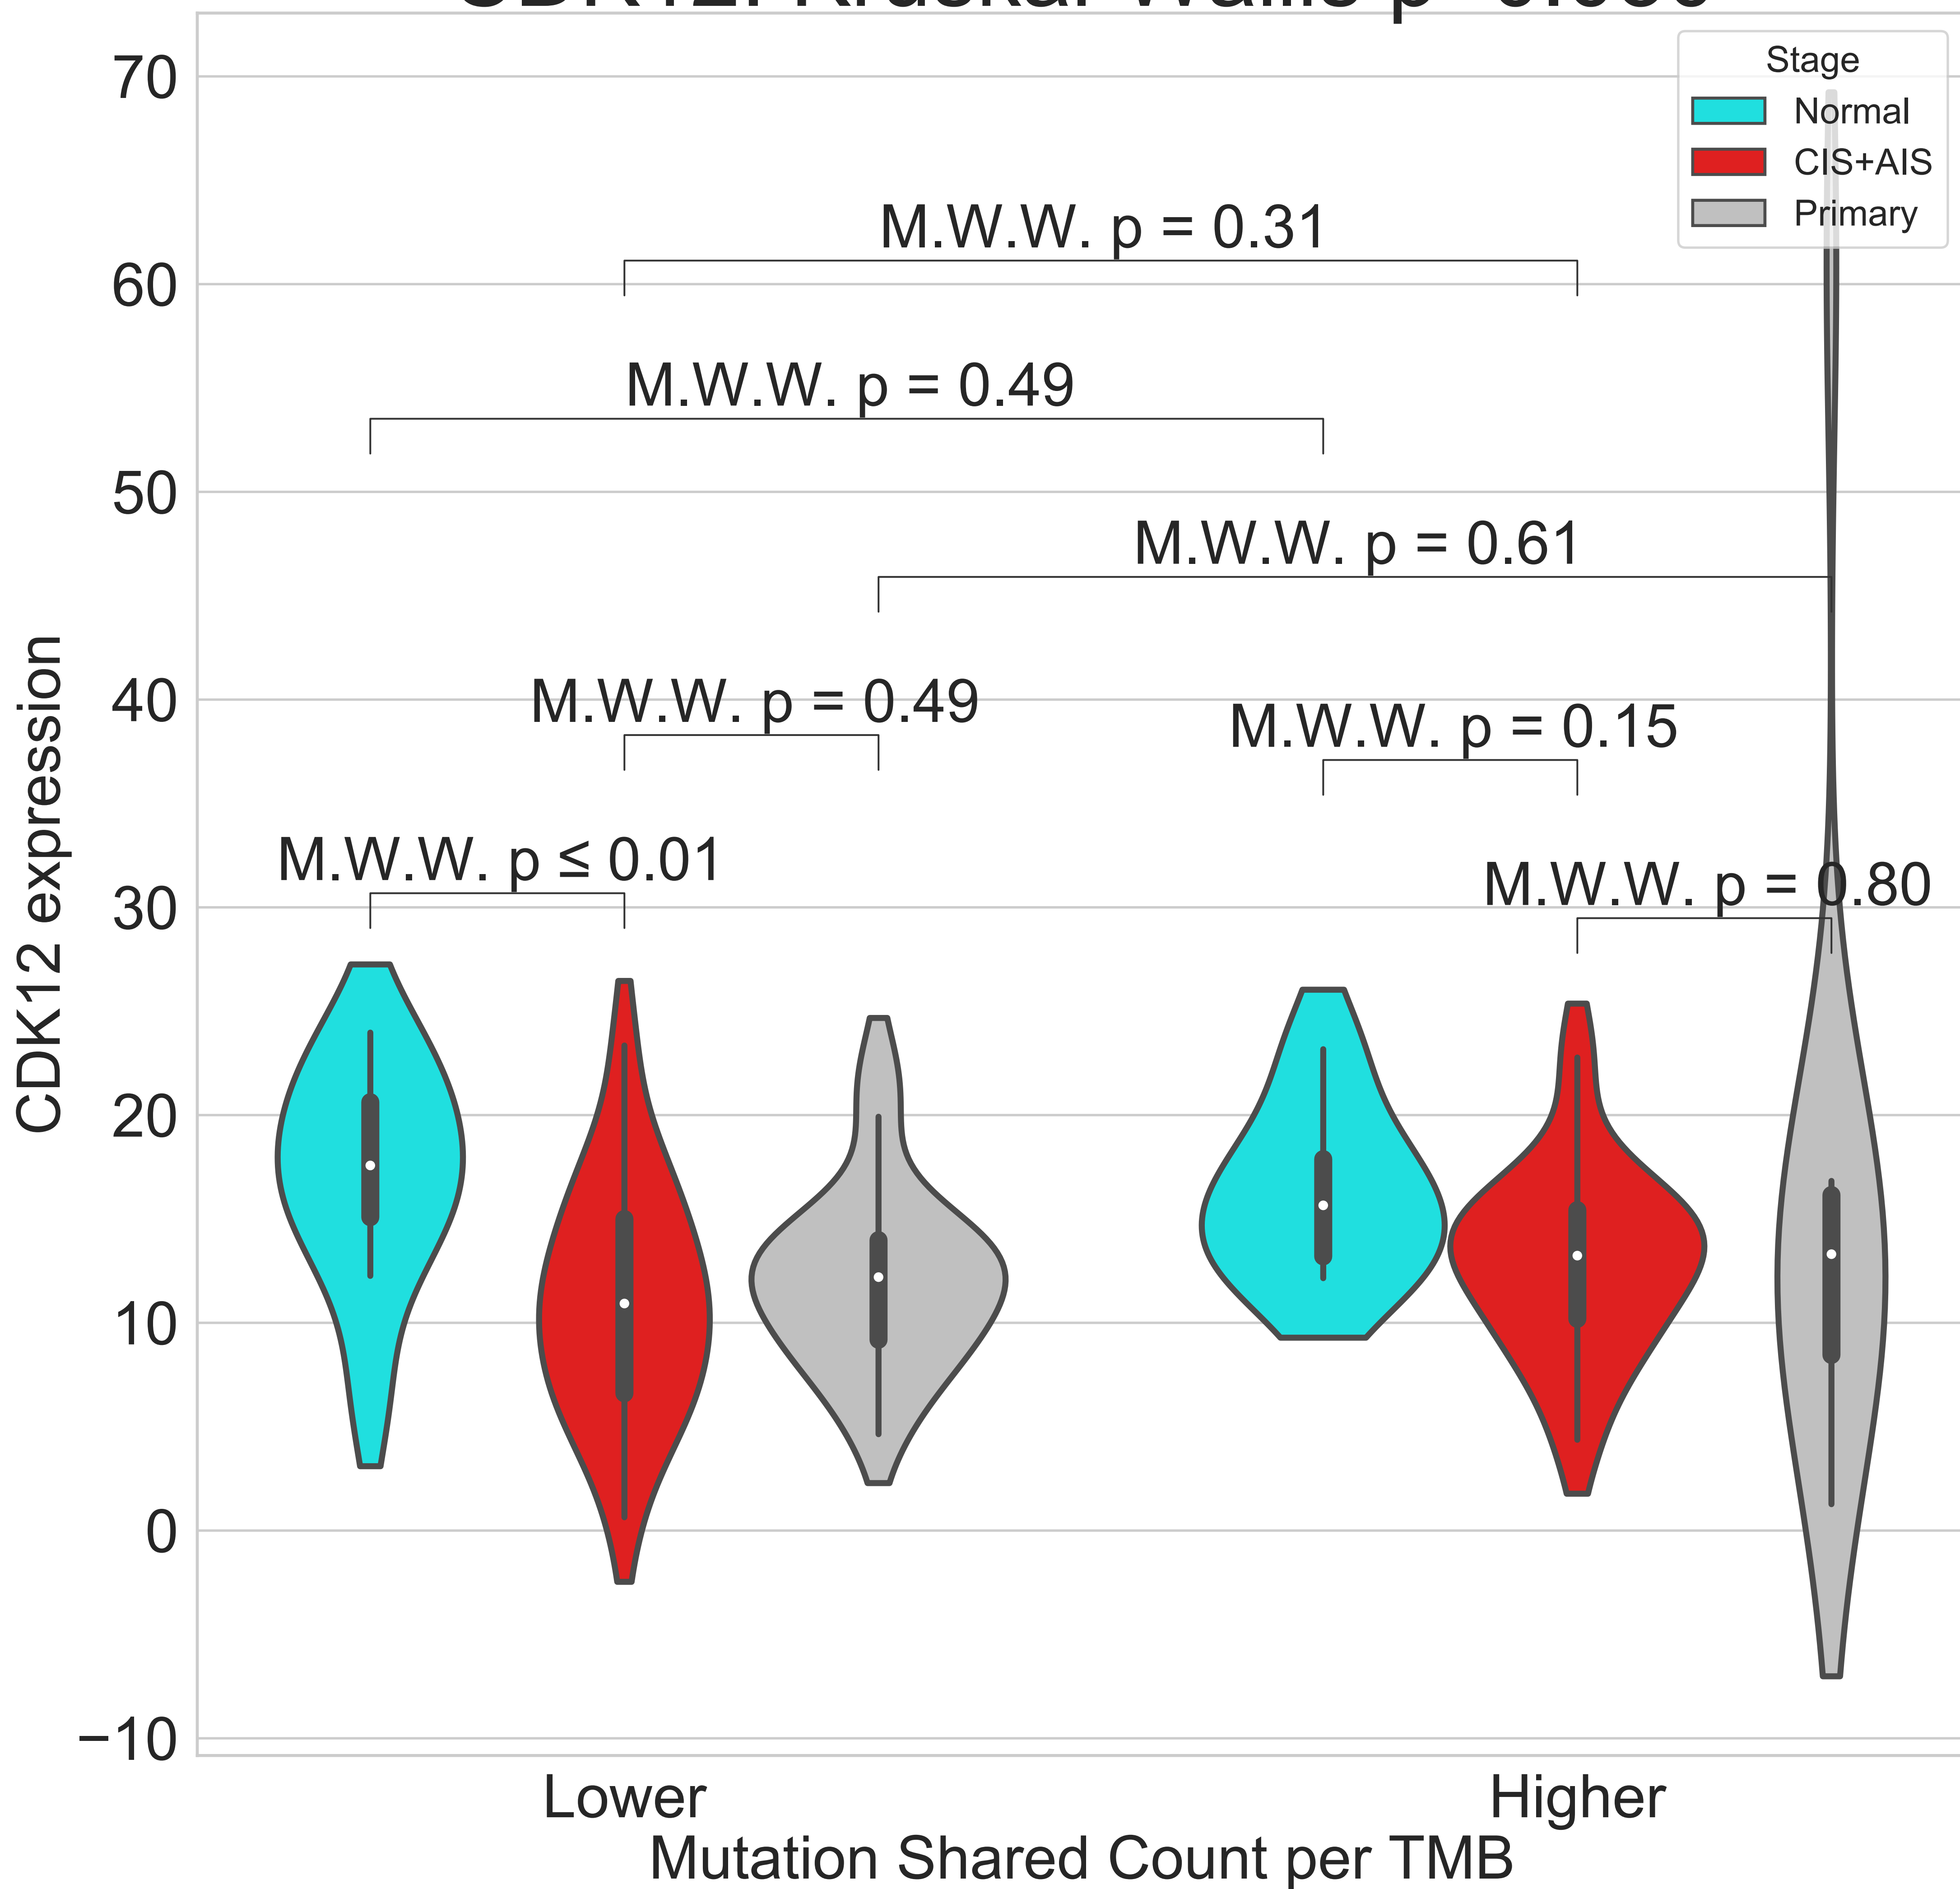 70
60
50
40
30
20
10
0
−10
CDK12 expression
Stage
Normal
CIS+AIS
Primary
M.W.W. p = 0.31
M.W.W. p = 0.49
M.W.W. p = 0.61
M.W.W. p = 0.49
M.W.W. p = 0.15
M.W.W. p ≤ 0.01
M.W.W. p = 0.80
Lower
Higher
Mutation Shared Count per TMB